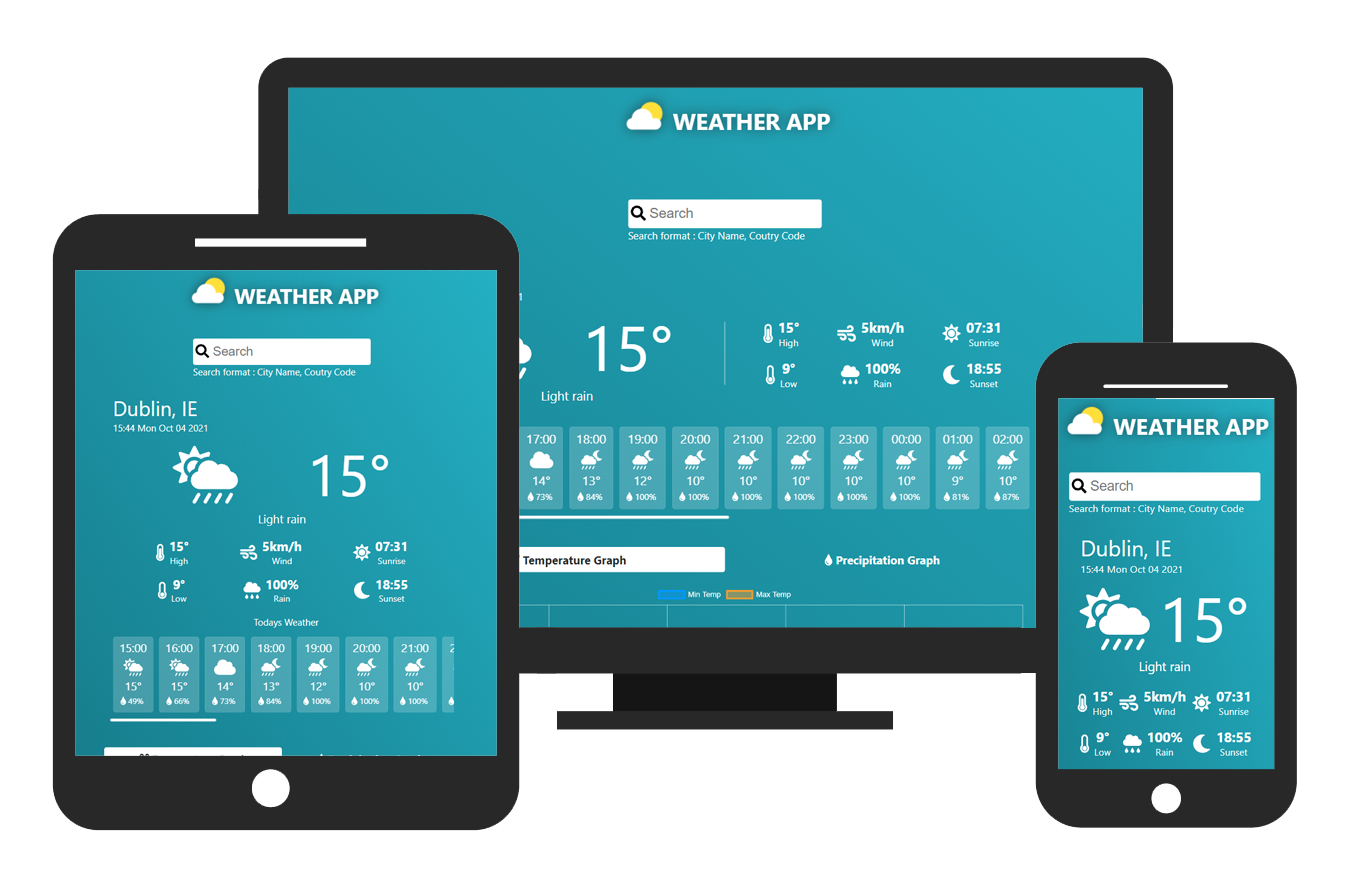 WEATHER APP
Search
Search format : City Name, Coutry Code
15°
Light rain
15° 5km/h 07:31
High Wind Sunrise
9° 100% 18:55
Low Rain Sunset
17:00 18:00 19:00 20:00 21:00 22:00 23:00 00:00 01:00 02:00
14° 13° 12° 10° 10° 10° 10° 10° 9° 10°
73% 84% 100% 100% 100% 100% 100% 100% 81% 87%
Temperature Graph Precipitation Graph
Min Temp Max Temp
WEATHER APP
Search
Search format : City Name, Coutry Code
Dublin, IE
15:44 Mon Oct 04 2021
15°
Light rain
15° 5km/h 07:31
High Wind Sunrise
9° 100% 18:55
Low Rain Sunset
Todays Weather
15:00 16:00 17:00 18:00 19:00 20:00 21:00
15° 15° 14° 13° 12° 10° 10°
49% 66% 73% 84% 100% 100% 100%
WEATHER APP
Search
Search format : City Name, Coutry Code
Dublin, IE
15:44 Mon Oct 04 2021
15°
Light rain
15° 5km/h 07:31
High Wind Sunrise
9° 100% 18:55
Low Rain Sunset